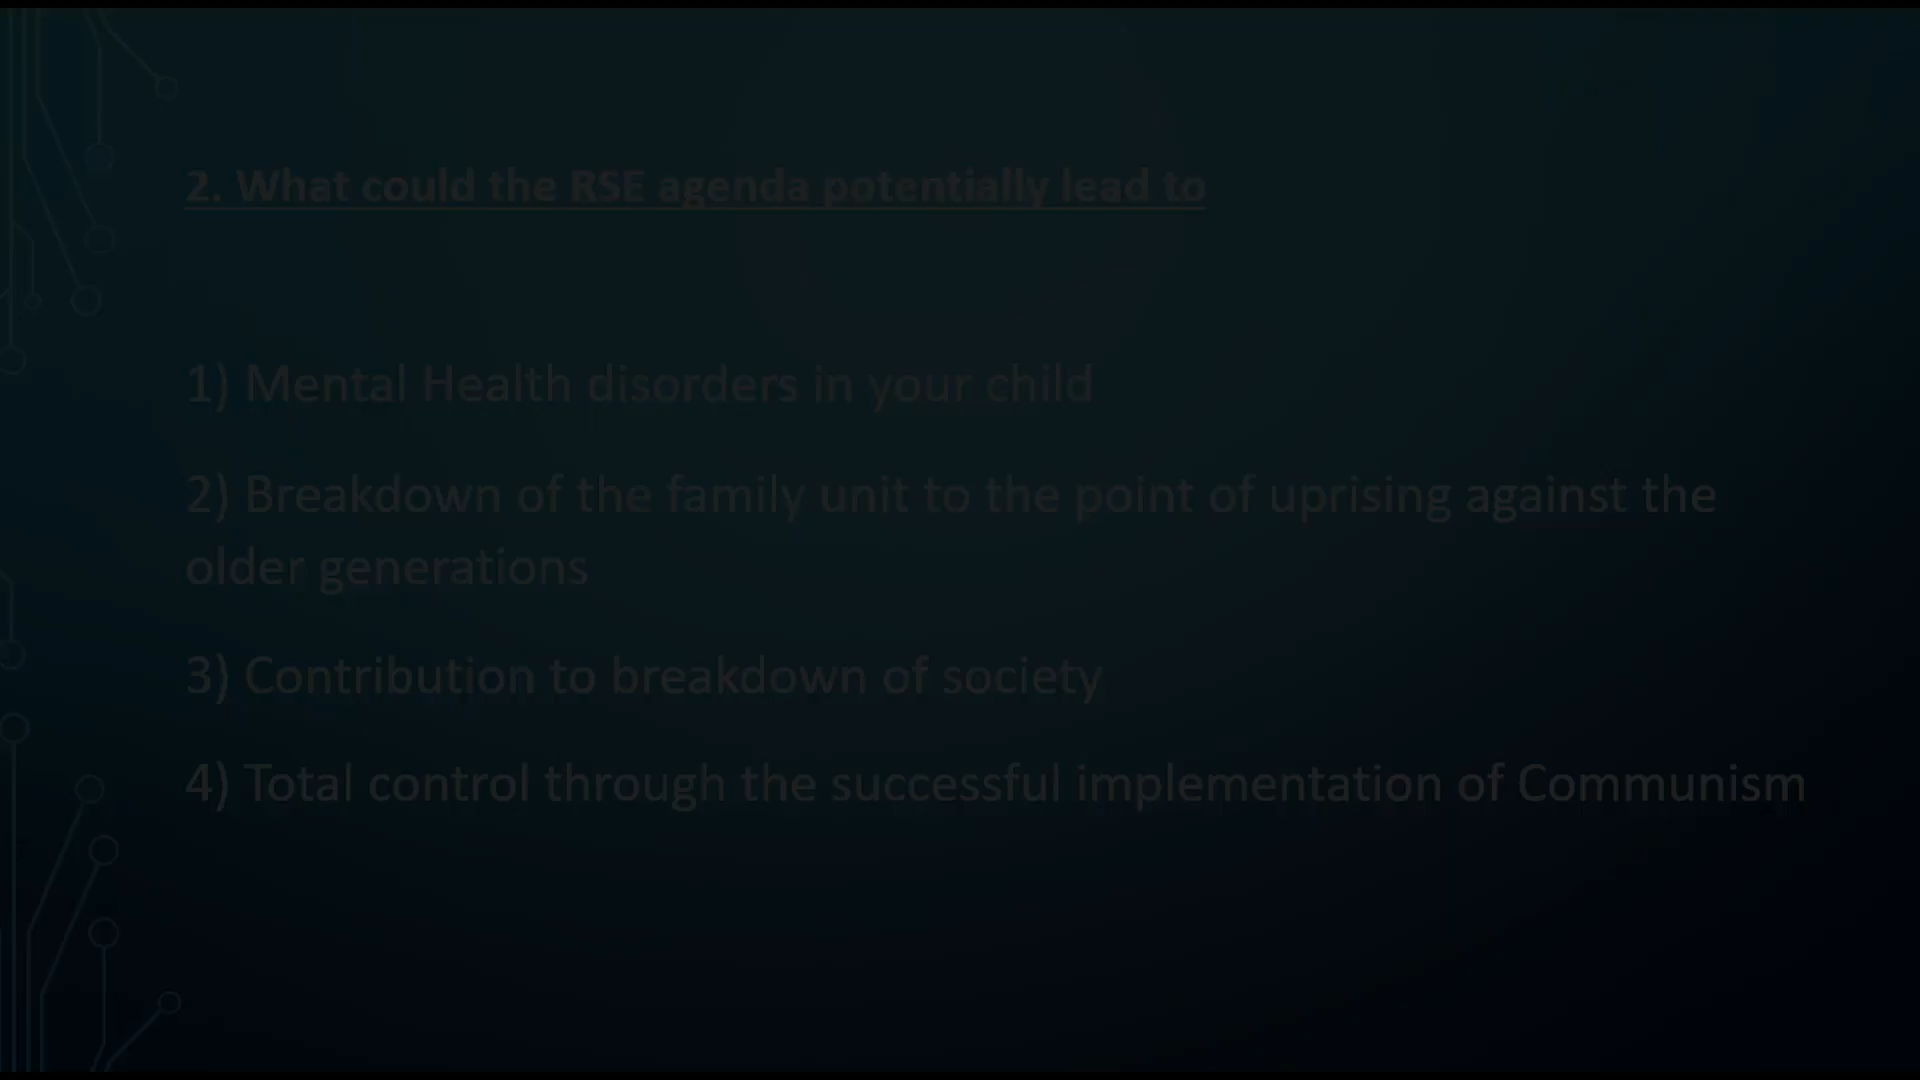 2. What could the RSE agenda potentially lead to
1) Mental Health disorders in your child
2) Breakdown of the family unit to the point of uprising against the
older generations
3) Contribution to breakdown of society
4) Total control through the successful implementation of Communism